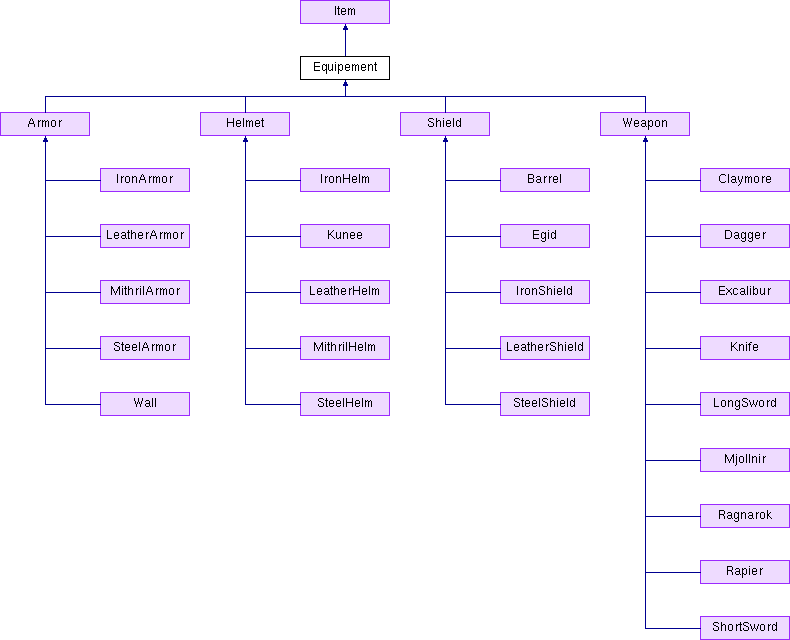 Item
Equipement
Armor
Helmet
Shield
Weapon
IronArmor
IronHelm
Barrel
Claymore
LeatherArmor
Kunee
Egid
Dagger
MithrilArmor
LeatherHelm
IronShield
Excalibur
SteelArmor
MithrilHelm
LeatherShield
Knife
Wall
SteelHelm
SteelShield
LongSword
Mjollnir
Ragnarok
Rapier
ShortSword